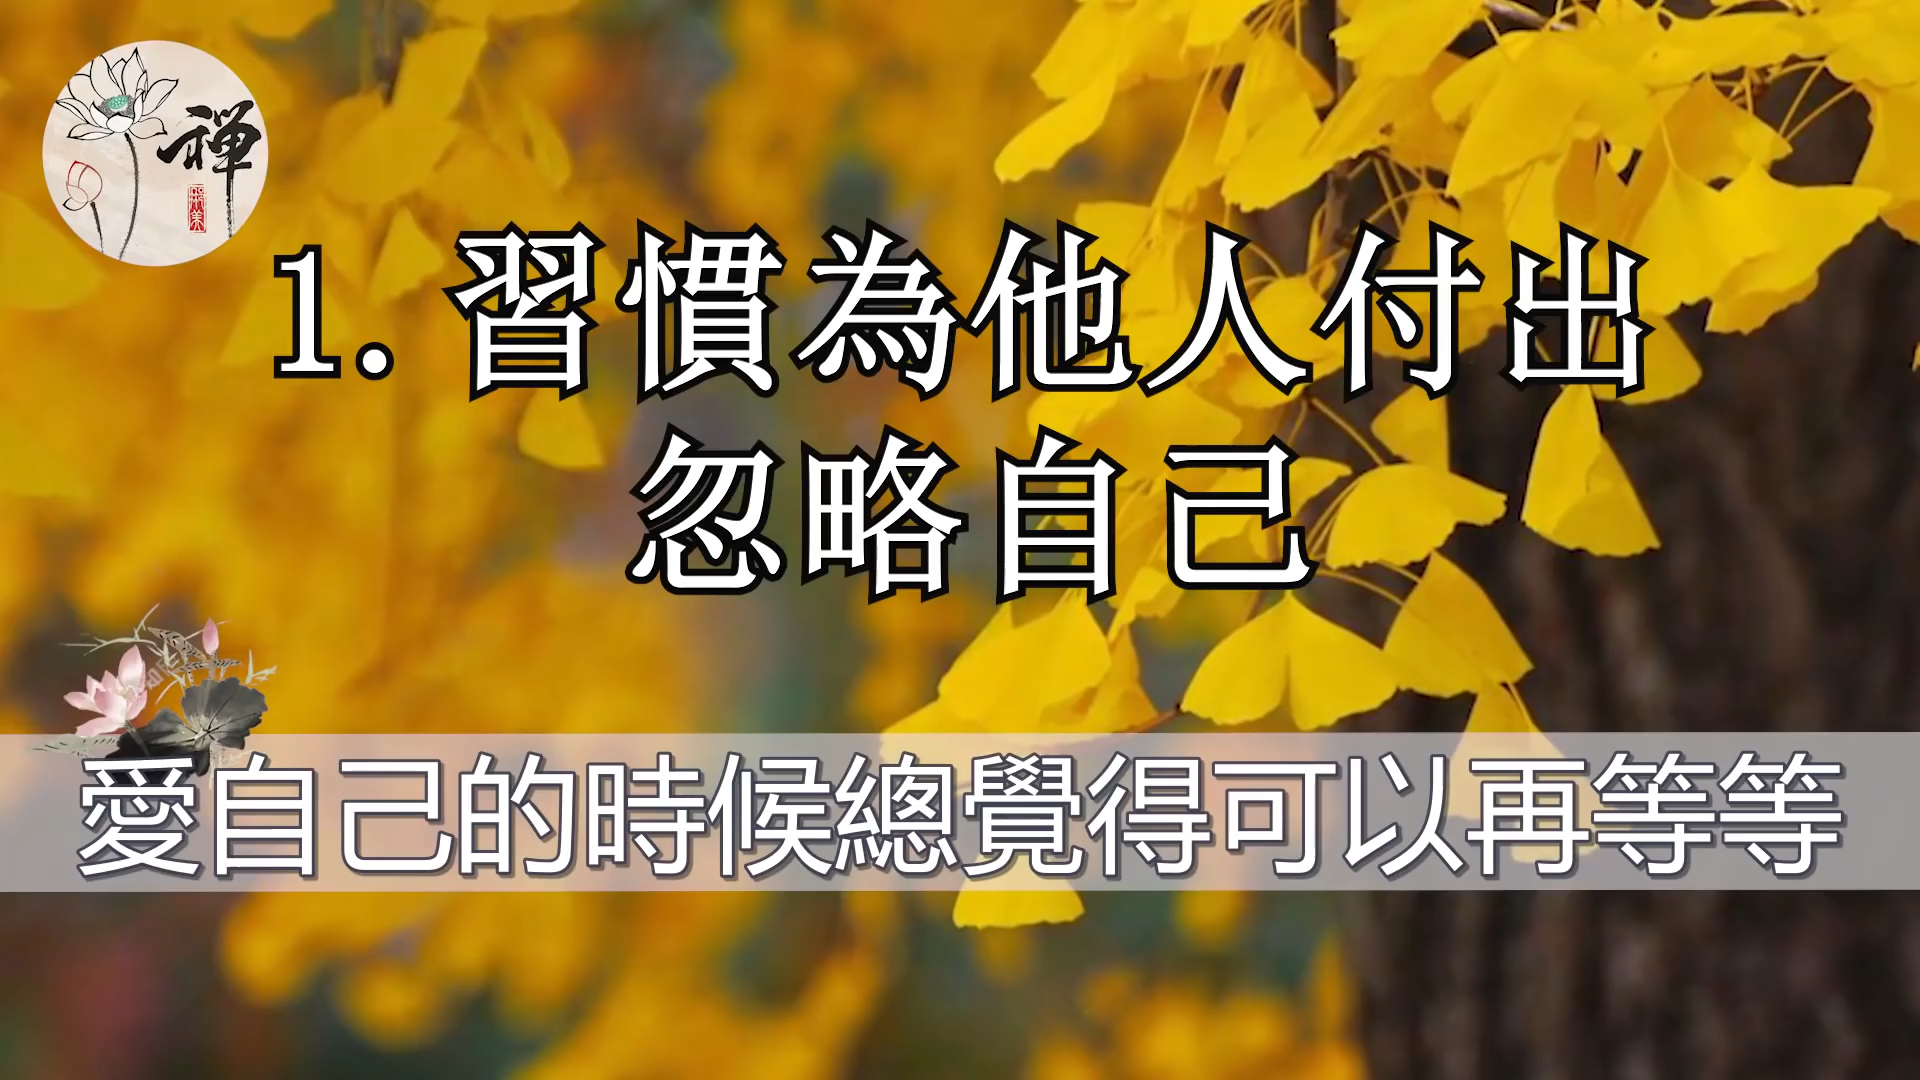 禅
1.習慣為他人付出
忽略自己
愛自己的時候總覺得可以再等等